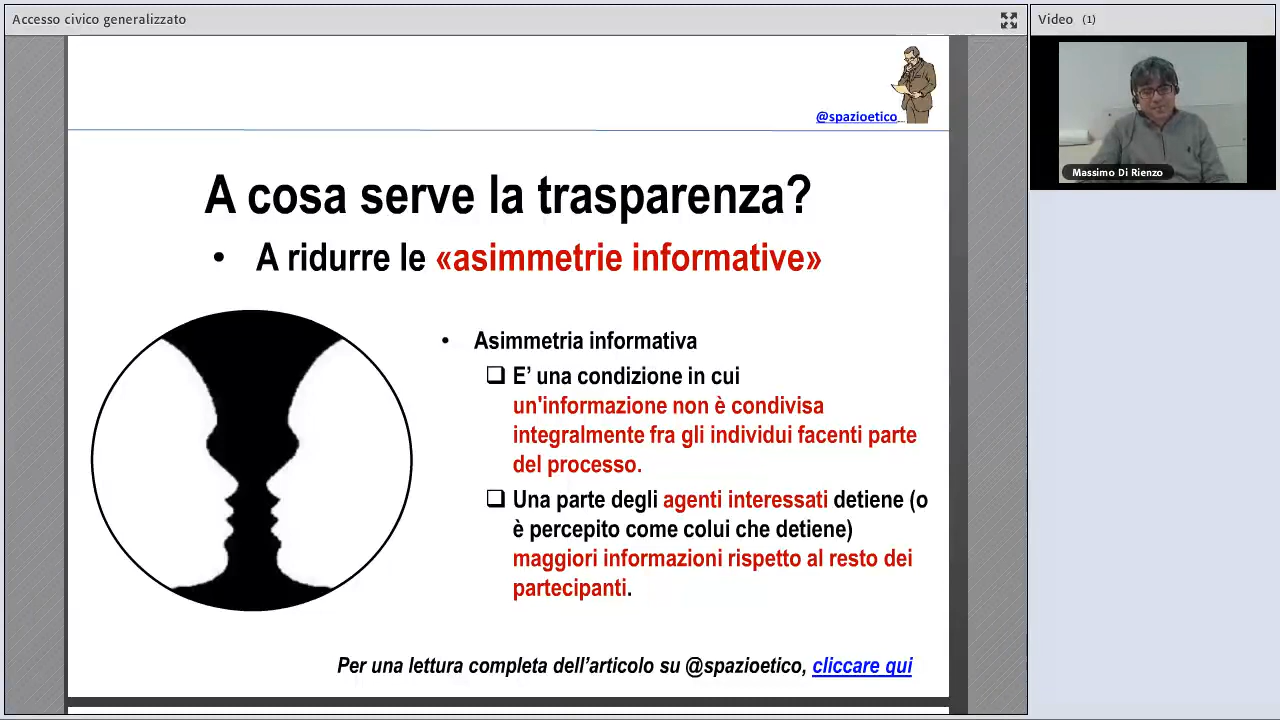 Accesso civico generalizzato
Video (1)
@spazioetico
Massimo Di Rienzo
A cosa serve la trasparenza?
• A ridurre le «asimmetrie informative»
• Asimmetria informativa
❑ E’ una condizione in cui
un'informazione non è condivisa
integralmente fra gli individui facenti parte
del processo.
❑ Una parte degli agenti interessati detiene (o
è percepito come colui che detiene)
maggiori informazioni rispetto al resto dei
partecipanti.
Per una lettura completa dell’articolo su @spazioetico, cliccare qui